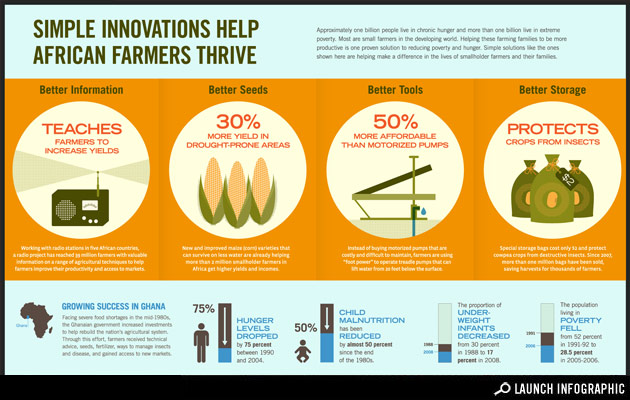 SIMPLE INNOVATIONS HELP
AFRICAN FARMERS THRIVE
Approximately one billion people live in chronic hunger and more than one billion live in extreme
poverty. Most are small farmers in the developing world. Helping these farming families to be more
productive is one proven solution to reducing poverty and hunger. Simple solutions like the ones
shown here are helping make a difference in the lives of smallholder farmers and their families.
Better Information
TEACHES
FARMERS TO
INCREASE YIELDS
Working with radio stations in five African countries,
a radio project has reached 39 million farmers with valuable
information on a range of agricultural techniques to help
farmers improve their productivity and access to markets.
Better Seeds
30%
MORE YIELD IN
DROUGHT-PRONE AREAS
New and improved maize (corn) varieties that
can survive on less water are already helping
more than 2 million smallholder farmers in
Africa get higher yields and incomes.
Better Tools
50%
MORE AFFORDABLE
THAN MOTORIZED PUMPS
Instead of buying motorized pumps that are
costly and difficult to maintain, farmers are using
"foot power" to operate treadle pumps that can
lift water from 20 feet below the surface.
Better Storage
PROTECTS
CROPS FROM INSECTS
$2
Special storage bags cost only $2 and protect
cowpea crops from destructive insects. Since 2007,
more than one million bags have been sold,
saving harvests for thousands of farmers.
Ghana
GROWING SUCCESS IN GHANA
Facing severe food shortages in the mid-1980s,
the Ghanaian government increased investments
to help rebuild the nation's agricultural system.
Through this effort, farmers received technical
advice, seeds, fertilizer, ways to manage insects
and disease, and gained access to new markets.
75%
HUNGER
LEVELS
DROPPED
by 75 percent
between 1990
and 2004.
50%
CHILD
MALNUTRITION
has been
REDUCED
by almost 50 percent
since the end
of the 1980s.
1988
2008
The proportion of
UNDER-
WEIGHT
INFANTS
DECREASED
from 30 percent
in 1988 to 17
percent in 2008.
1991
2006
The population
living in
POVERTY
FELL
from 52 percent
in 1991-92 to
28.5 percent
in 2005-2006.
LAUNCH INFOGRAPHIC